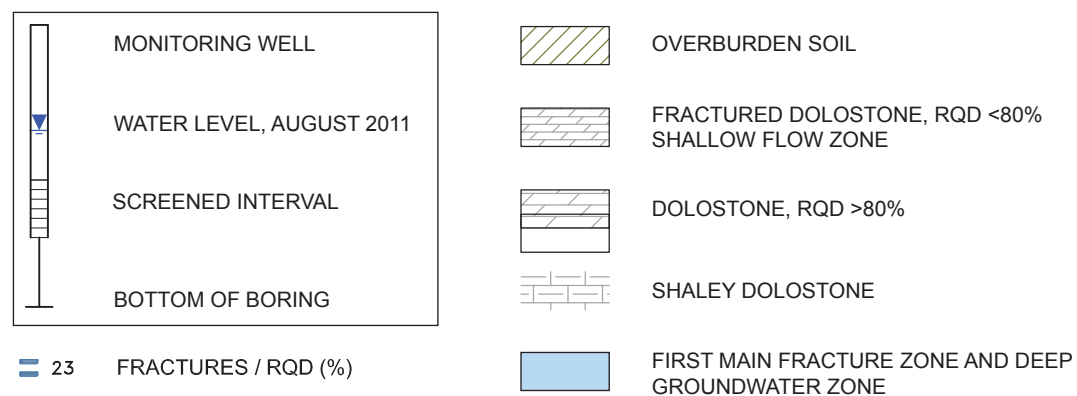 MONITORING WELL
WATER LEVEL, AUGUST 2011
SCREENED INTERVAL
BOTTOM OF BORING
23 FRACTURES / RQD (%)
OVERBURDEN SOIL
FRACTURED DOLOSTONE, RQD <80%
SHALLOW FLOW ZONE
DOLOSTONE, RQD >80%
SHALEY DOLOSTONE
FIRST MAIN FRACTURE ZONE AND DEEP
GROUNDWATER ZONE